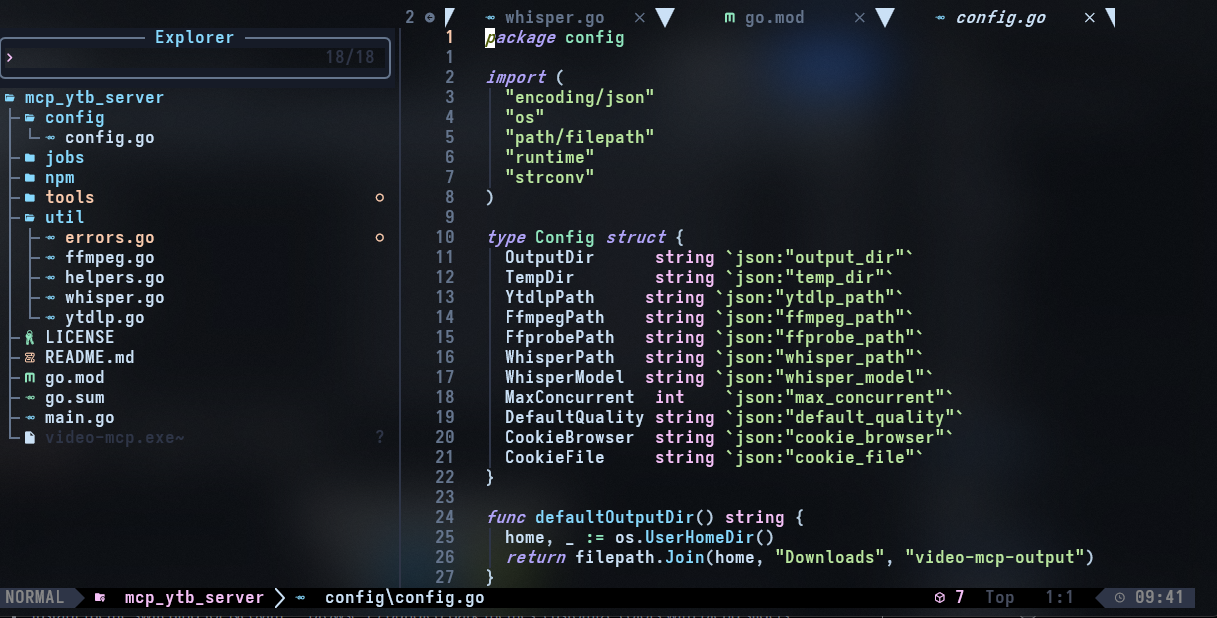 2 whisper.go × go.mod × config.go ×
Explorer
> 18/18
mcp_ytb_server
config
config.go
jobs
npm
tools
util
errors.go
ffmpeg.go
helpers.go
whisper.go
ytdlp.go
LICENSE
README.md
go.mod
go.sum
main.go
video-mcp.exe~ ?
1 package config
1
2 import (
3 "encoding/json"
4 "os"
5 "path/filepath"
6 "runtime"
7 "strconv"
8 )
9
10 type Config struct {
11 OutputDir string `json:"output_dir"`
12 TempDir string `json:"temp_dir"`
13 YtdlpPath string `json:"ytdlp_path"`
14 FfmpegPath string `json:"ffmpeg_path"`
15 FfprobePath string `json:"ffprobe_path"`
16 WhisperPath string `json:"whisper_path"`
17 WhisperModel string `json:"whisper_model"`
18 MaxConcurrent int `json:"max_concurrent"`
19 DefaultQuality string `json:"default_quality"`
20 CookieBrowser string `json:"cookie_browser"`
21 CookieFile string `json:"cookie_file"`
22 }
23
24 func defaultOutputDir() string {
25 home, _ := os.UserHomeDir()
26 return filepath.Join(home, "Downloads", "video-mcp-output")
27 }
NORMAL mcp_ytb_server config\config.go 7 Top 1:1 09:41